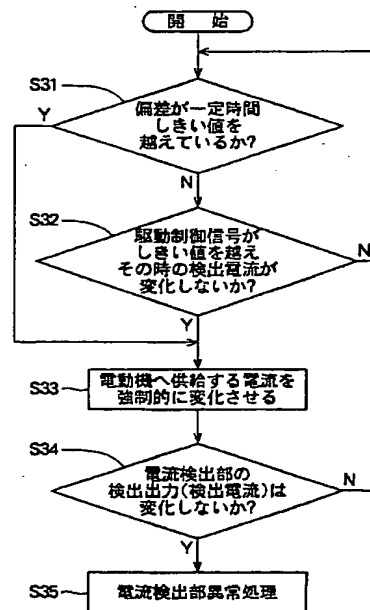 開 始
S31
偏差が一定時間
しきい値を
越えているか?
Y
N
S32
駆動制御信号が
しきい値を越え
その時の検出電流が
変化しないか?
N
Y
S33
電動機へ供給する電流を
強制的に変化させる
S34
電流検出部の
検出出力(検出電流)は
変化しないか?
N
Y
S35
電流検出部異常処理